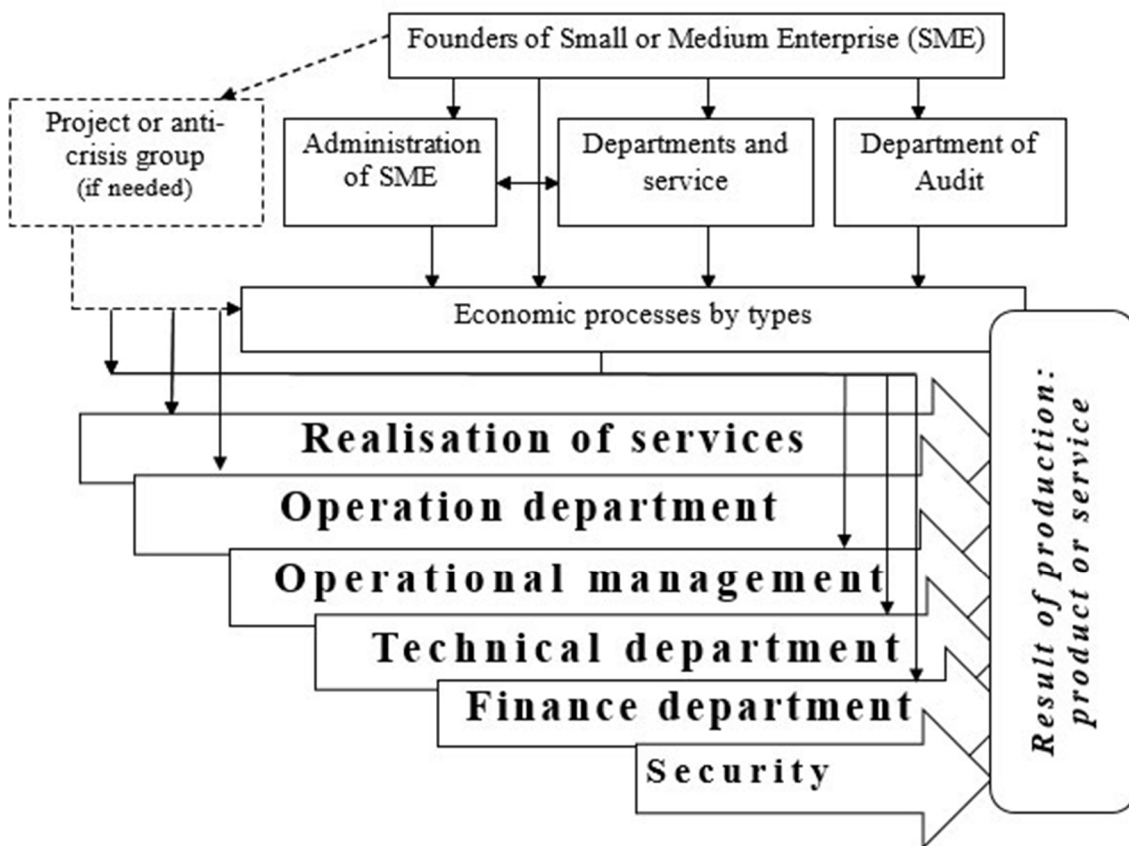 Founders of Small or Medium Enterprise (SME)
Project or anti-
crisis group
(if needed)
Administration
of SME
Departments and
service
Department of
Audit
Economic processes by types
Realisation of services
Operation department
Operational management
Technical department
Finance department
Security
Result of production:
product or service